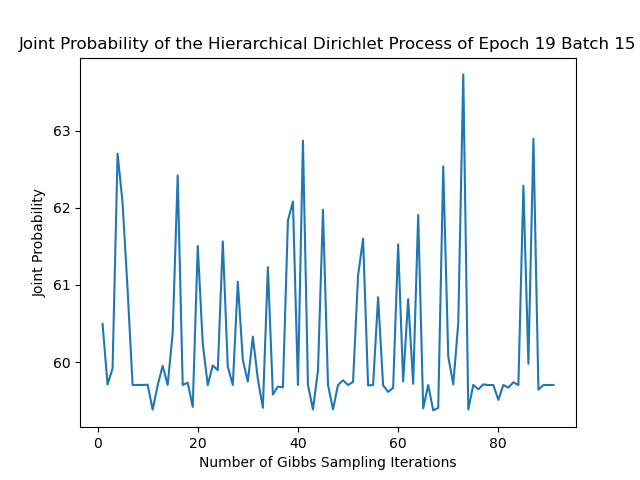 Joint Probability of the Hierarchical Dirichlet Process of Epoch 19 Batch 15
63
62
61
60
Joint Probability
0 20 40 60 80
Number of Gibbs Sampling Iterations